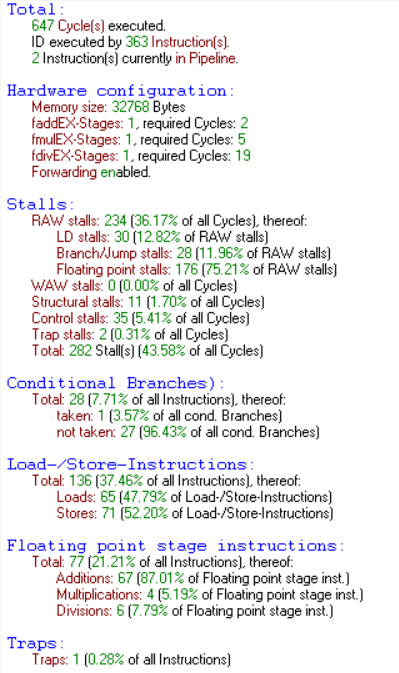 Total:
647 Cycle(s) executed.
ID executed by 363 Instruction(s).
2 Instruction(s) currently in Pipeline.
Hardware configuration:
Memory size: 32768 Bytes
faddEX-Stages: 1, required Cycles: 2
fmulEX-Stages: 1, required Cycles: 5
fdivEX-Stages: 1, required Cycles: 19
Forwarding enabled.
Stalls:
RAW stalls: 234 (36.17% of all Cycles), thereof:
LD stalls: 30 (12.82% of RAW stalls)
Branch/Jump stalls: 28 (11.96% of RAW stalls)
Floating point stalls: 176 (75.21% of RAW stalls)
WAW stalls: 0 (0.00% of all Cycles)
Structural stalls: 11 (1.70% of all Cycles)
Control stalls: 35 (5.41% of all Cycles)
Trap stalls: 2 (0.31% of all Cycles)
Total: 282 Stall(s) (43.58% of all Cycles)
Conditional Branches):
Total: 28 (7.71% of all Instructions), thereof:
taken: 1 (3.57% of all cond. Branches)
not taken: 27 (96.43% of all cond. Branches)
Load-/Store-Instructions:
Total: 136 (37.46% of all Instructions), thereof:
Loads: 65 (47.79% of Load-/Store-Instructions)
Stores: 71 (52.20% of Load-/Store-Instructions)
Floating point stage instructions:
Total: 77 (21.21% of all Instructions), thereof:
Additions: 67 (87.01% of Floating point stage inst.)
Multiplications: 4 (5.19% of Floating point stage inst.)
Divisions: 6 (7.79% of Floating point stage inst.)
Traps:
Traps: 1 (0.28% of all Instructions)